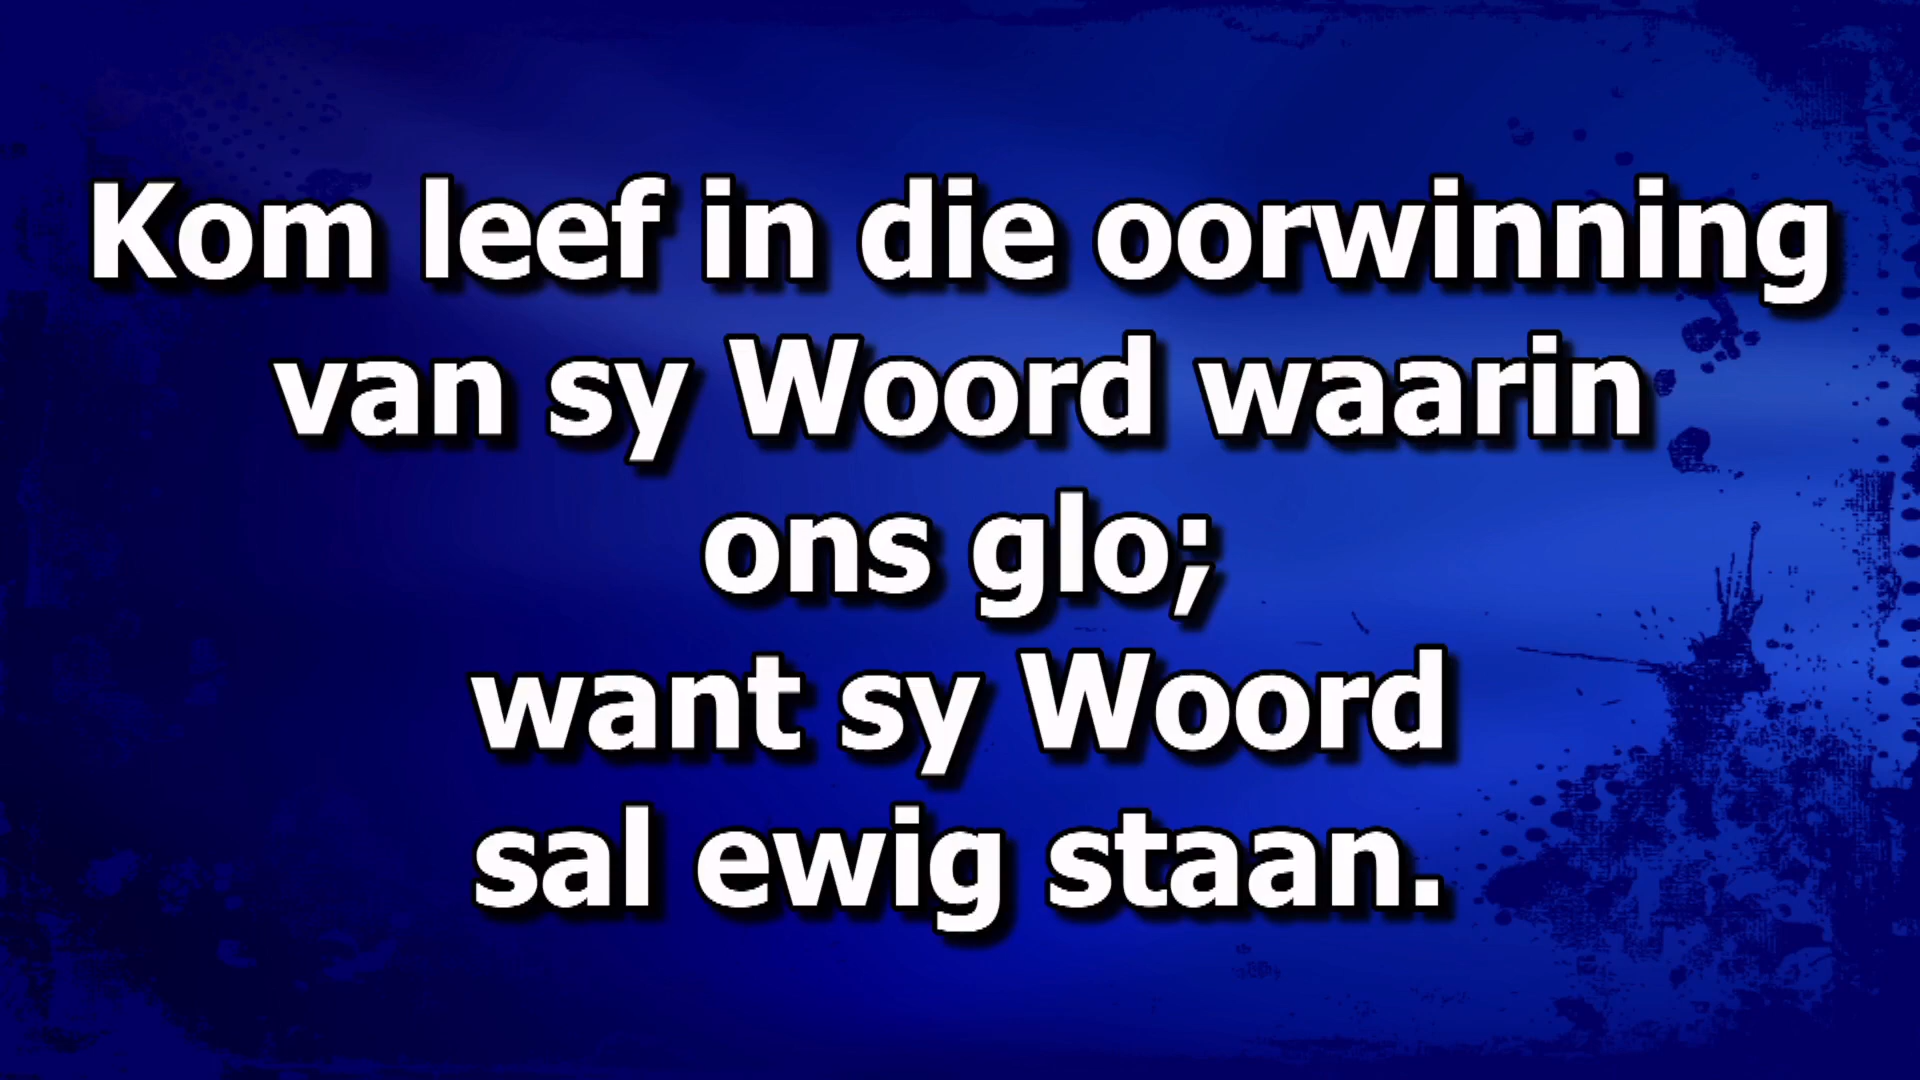 Kom leef in die oorwinning
van sy Woord waarin
ons glo;
want sy Woord
sal ewig staan.